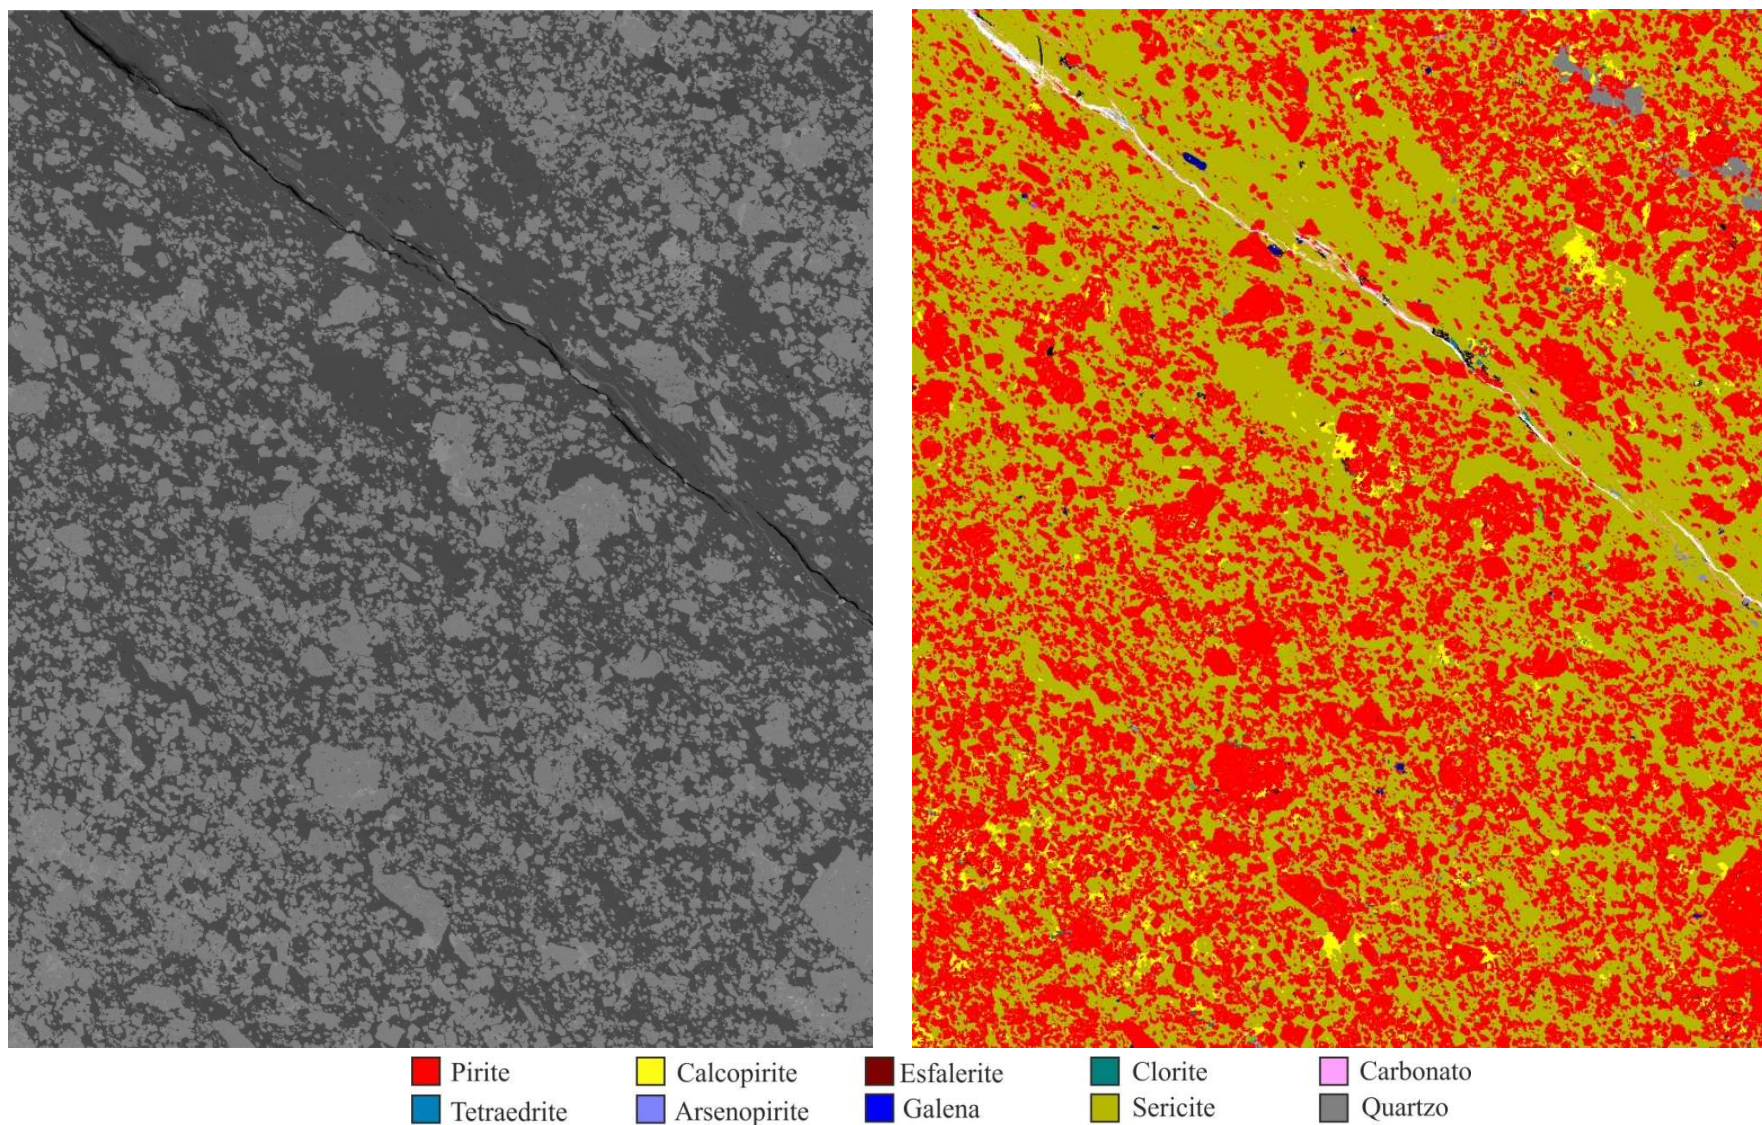 Pirite Calcopirite Esfalerite Clorite Carbonato
Tetraedrite Arsenopirite Galena Sericite Quartzo